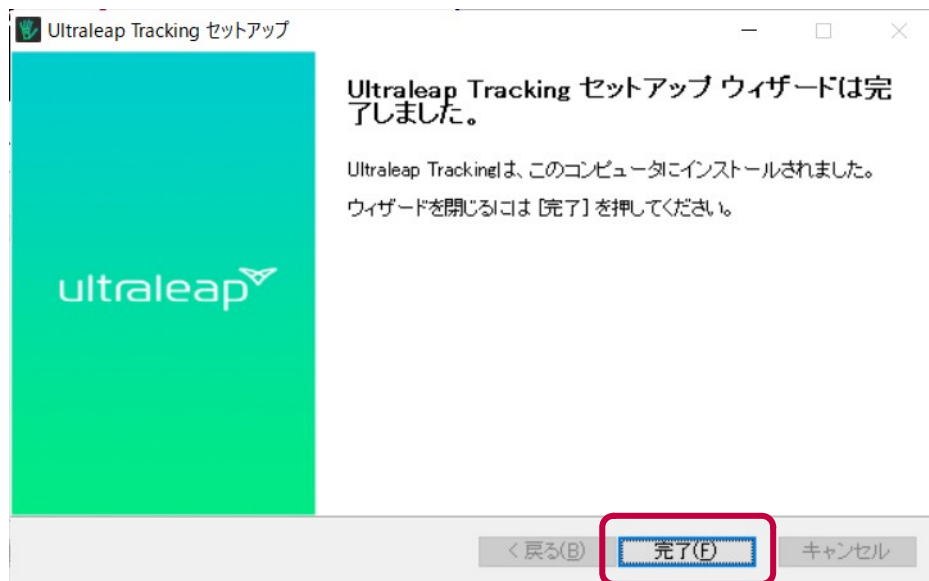 Ultraleap Tracking セットアップ
Ultraleap Tracking セットアップ ウィザードは完
了しました。
Ultraleap Trackingは、このコンピュータにインストールされました。
ウィザードを閉じるには [完了] を押してください。
ultraleap
< 戻る(B)
完了(F)
キャンセル